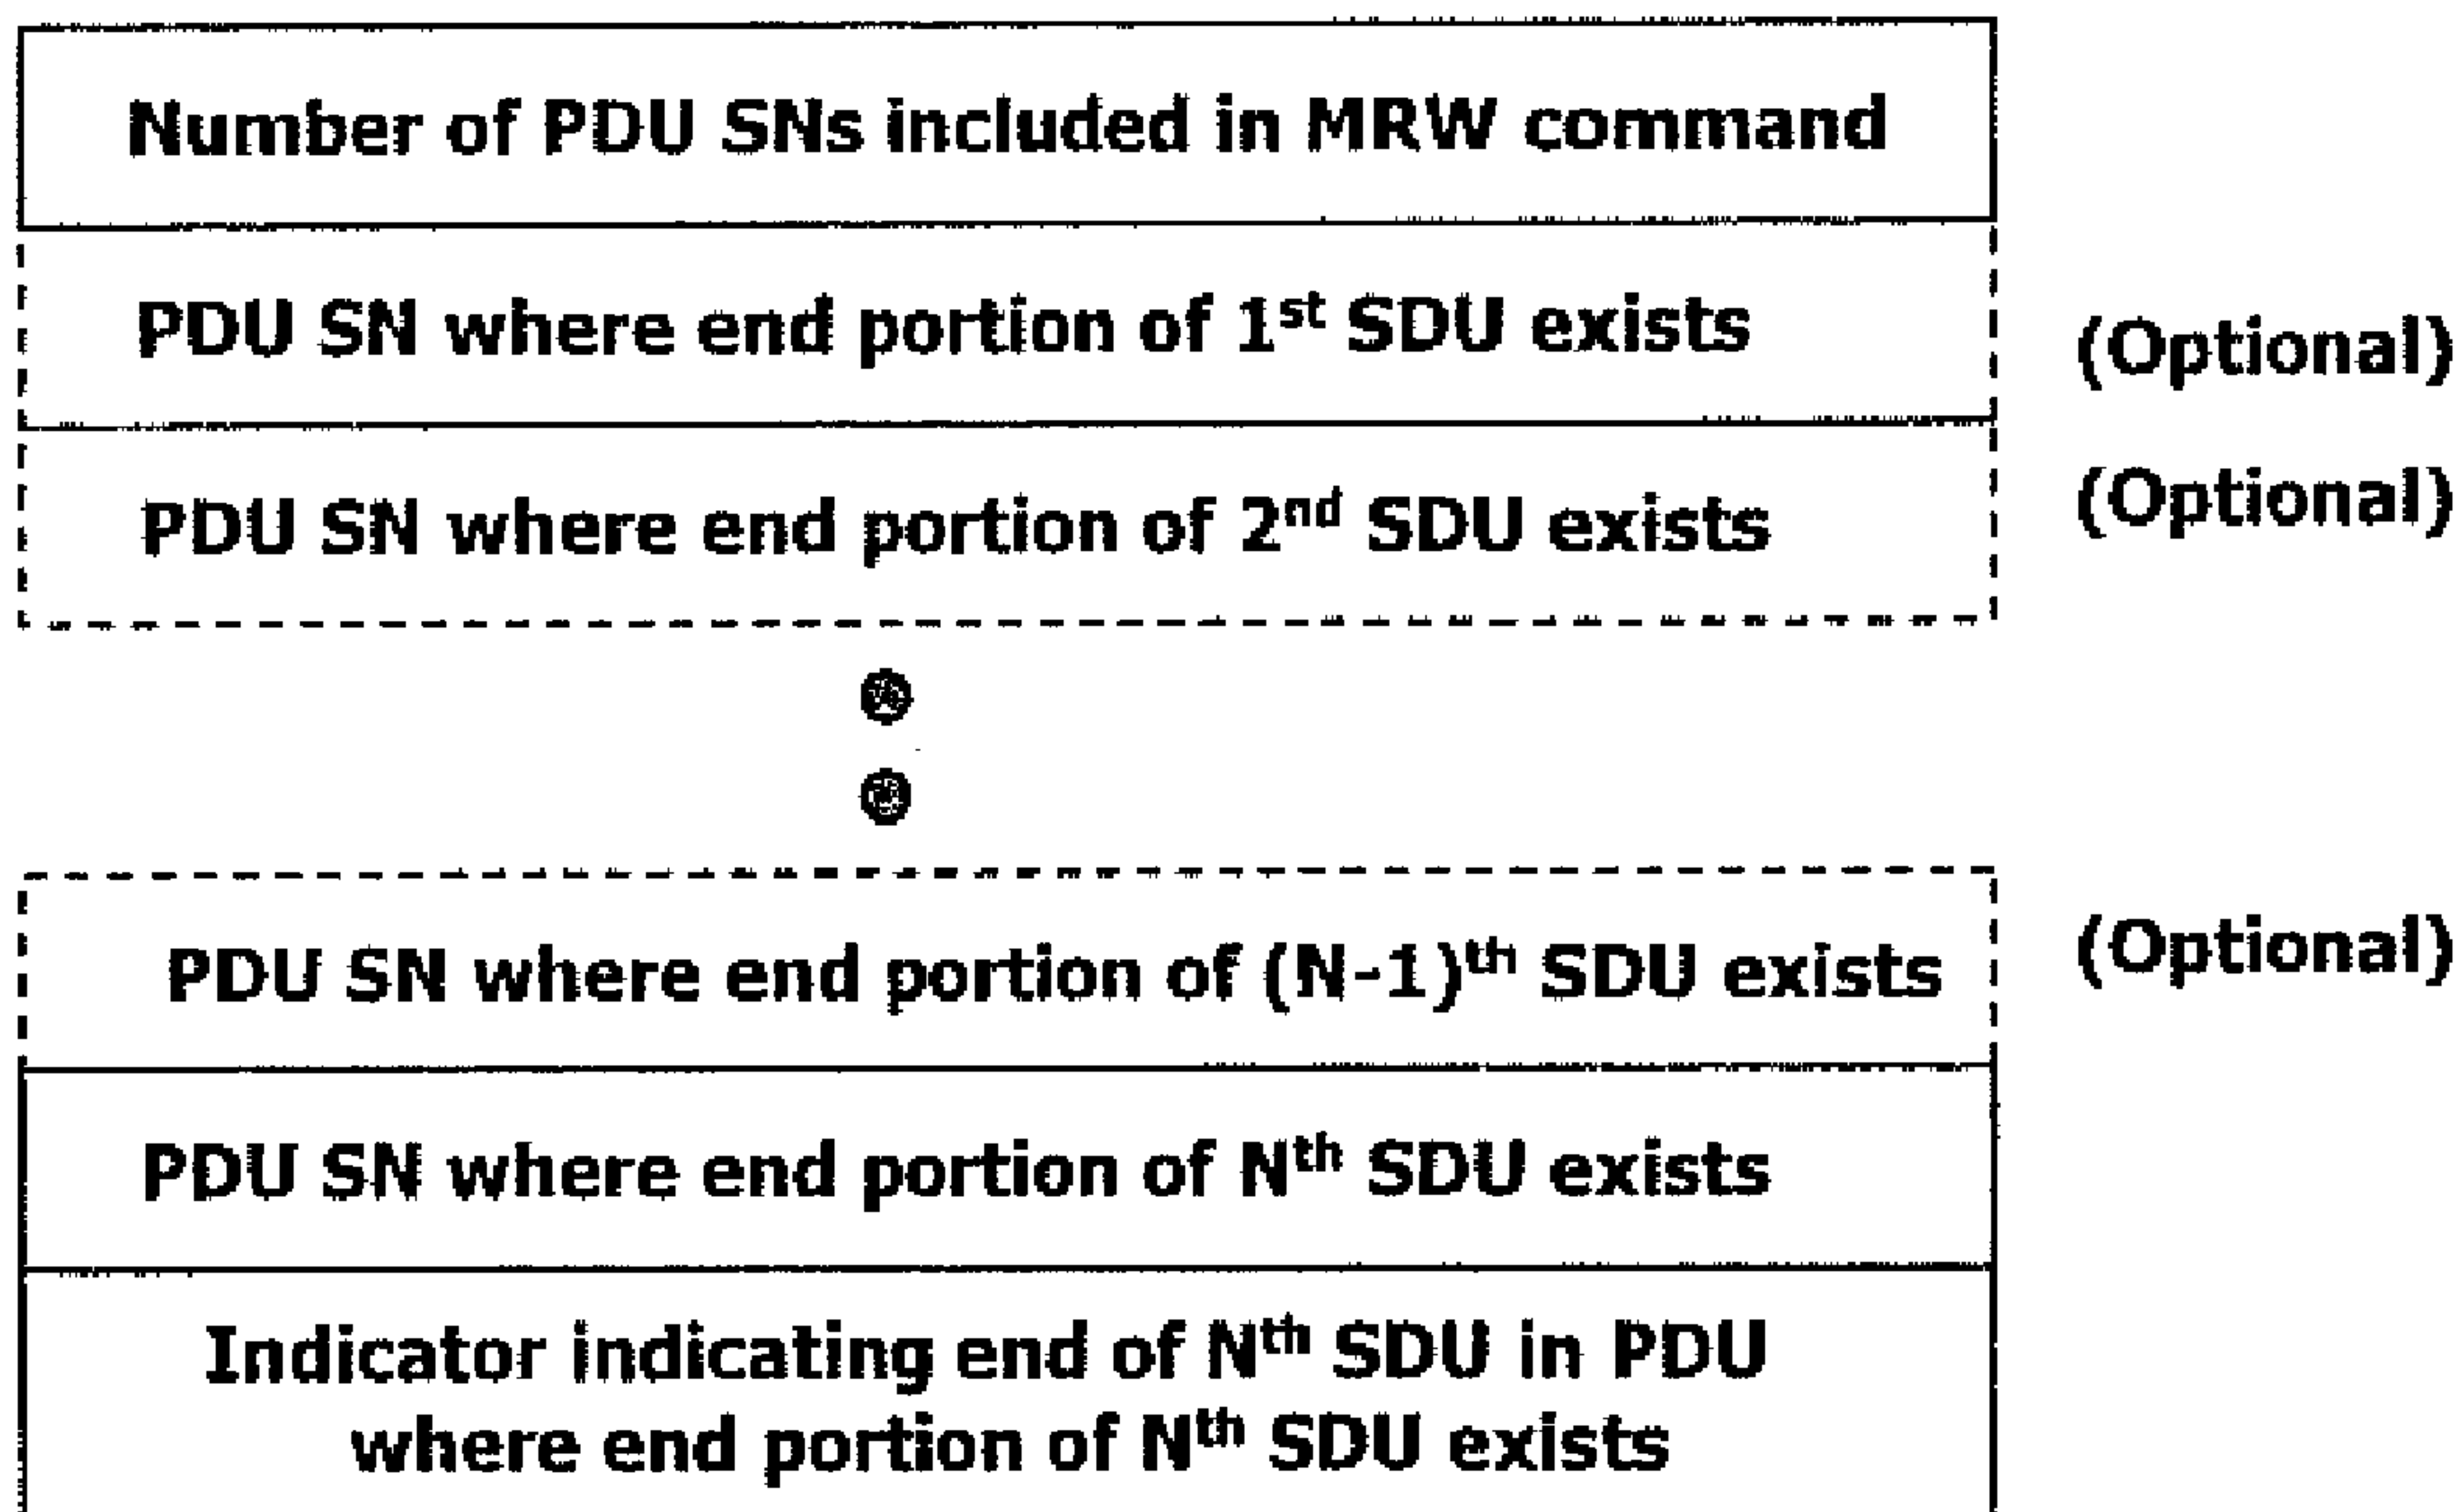 Number of PDU SNs included in MRW command
PDU SN where end portion of 1st SDU exists
(Optional)
PDU SN where end portion of 2nd SDU exists
(Optional)
PDU SN where end portion of (N-1)th SDU exists
(Optional)
PDU SN where end portion of Nth SDU exists
Indicator indicating end of Nth SDU in PDU
where end portion of Nth SDU exists